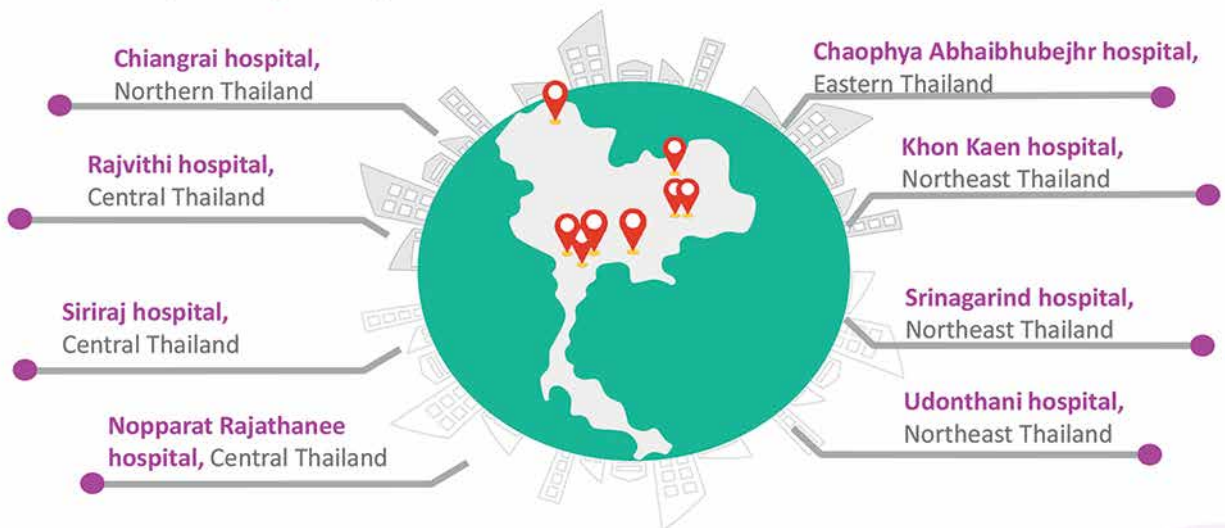 Chiangrai hospital,
Northern Thailand
Rajvithi hospital,
Central Thailand
Siriraj hospital,
Central Thailand
Nopparat Rajathanee
hospital, Central Thailand
Chaophya Abhaibhubejhr hospital,
Eastern Thailand
Khon Kaen hospital,
Northeast Thailand
Srinagarind hospital,
Northeast Thailand
Udonthani hospital,
Northeast Thailand